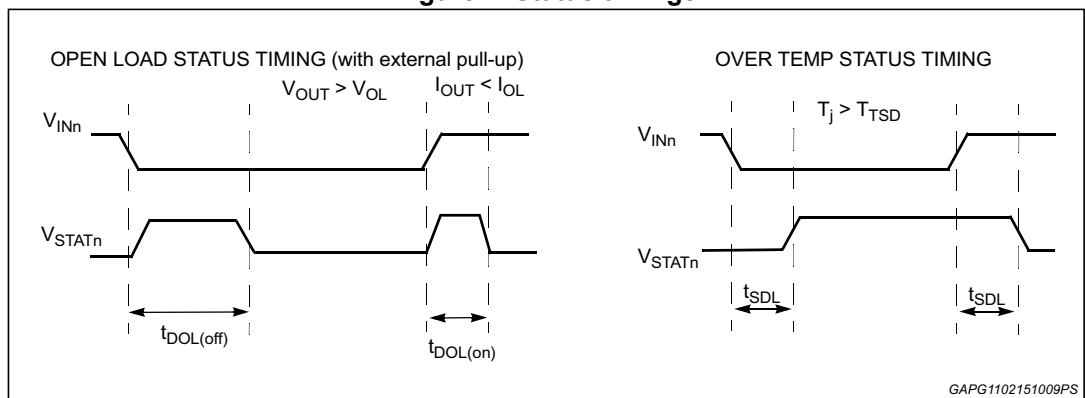 OPEN LOAD STATUS TIMING (with external pull-up)
V_OUT > V_OL
I_OUT < I_OL
V_INn
V_STATn
t_DOL(off)
t_DOL(on)
OVER TEMP STATUS TIMING
T_j > T_TSD
V_INn
V_STATn
t_SDL
t_SDL
GAPG1102151009PS